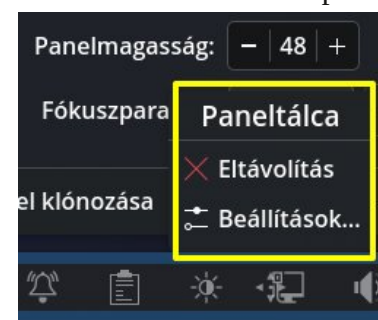 Panelmagasság: − 48 +
Fókuszpara
Paneltálca
Eltávolítás
el klónozása
Beállítások...